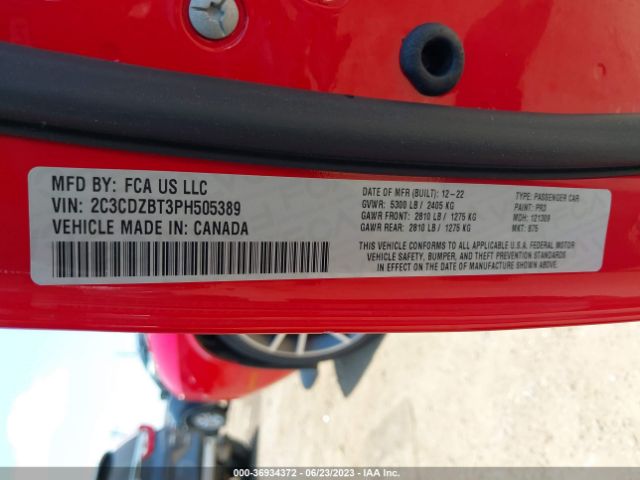 MFD BY: FCA US LLC
VIN: 2C3CDZBT3PH505389
VEHICLE MADE IN: CANADA
DATE OF MFR (BUILT): 12-22
GVWR: 5300 LB / 2405 KG
GAWR FRONT: 2810 LB / 1275 KG
GAWR REAR: 2810 LB / 1275 KG
TYPE: PASSENGER CAR
PAINT: PR3
MDH: 121309
MKT: 875
THIS VEHICLE CONFORMS TO ALL APPLICABLE U.S.A. FEDERAL MOTOR
VEHICLE SAFETY, BUMPER, AND THEFT PREVENTION STANDARDS
IN EFFECT ON THE DATE OF MANUFACTURE SHOWN ABOVE.
000-36934372 - 06/23/2023 - IAAI.COM